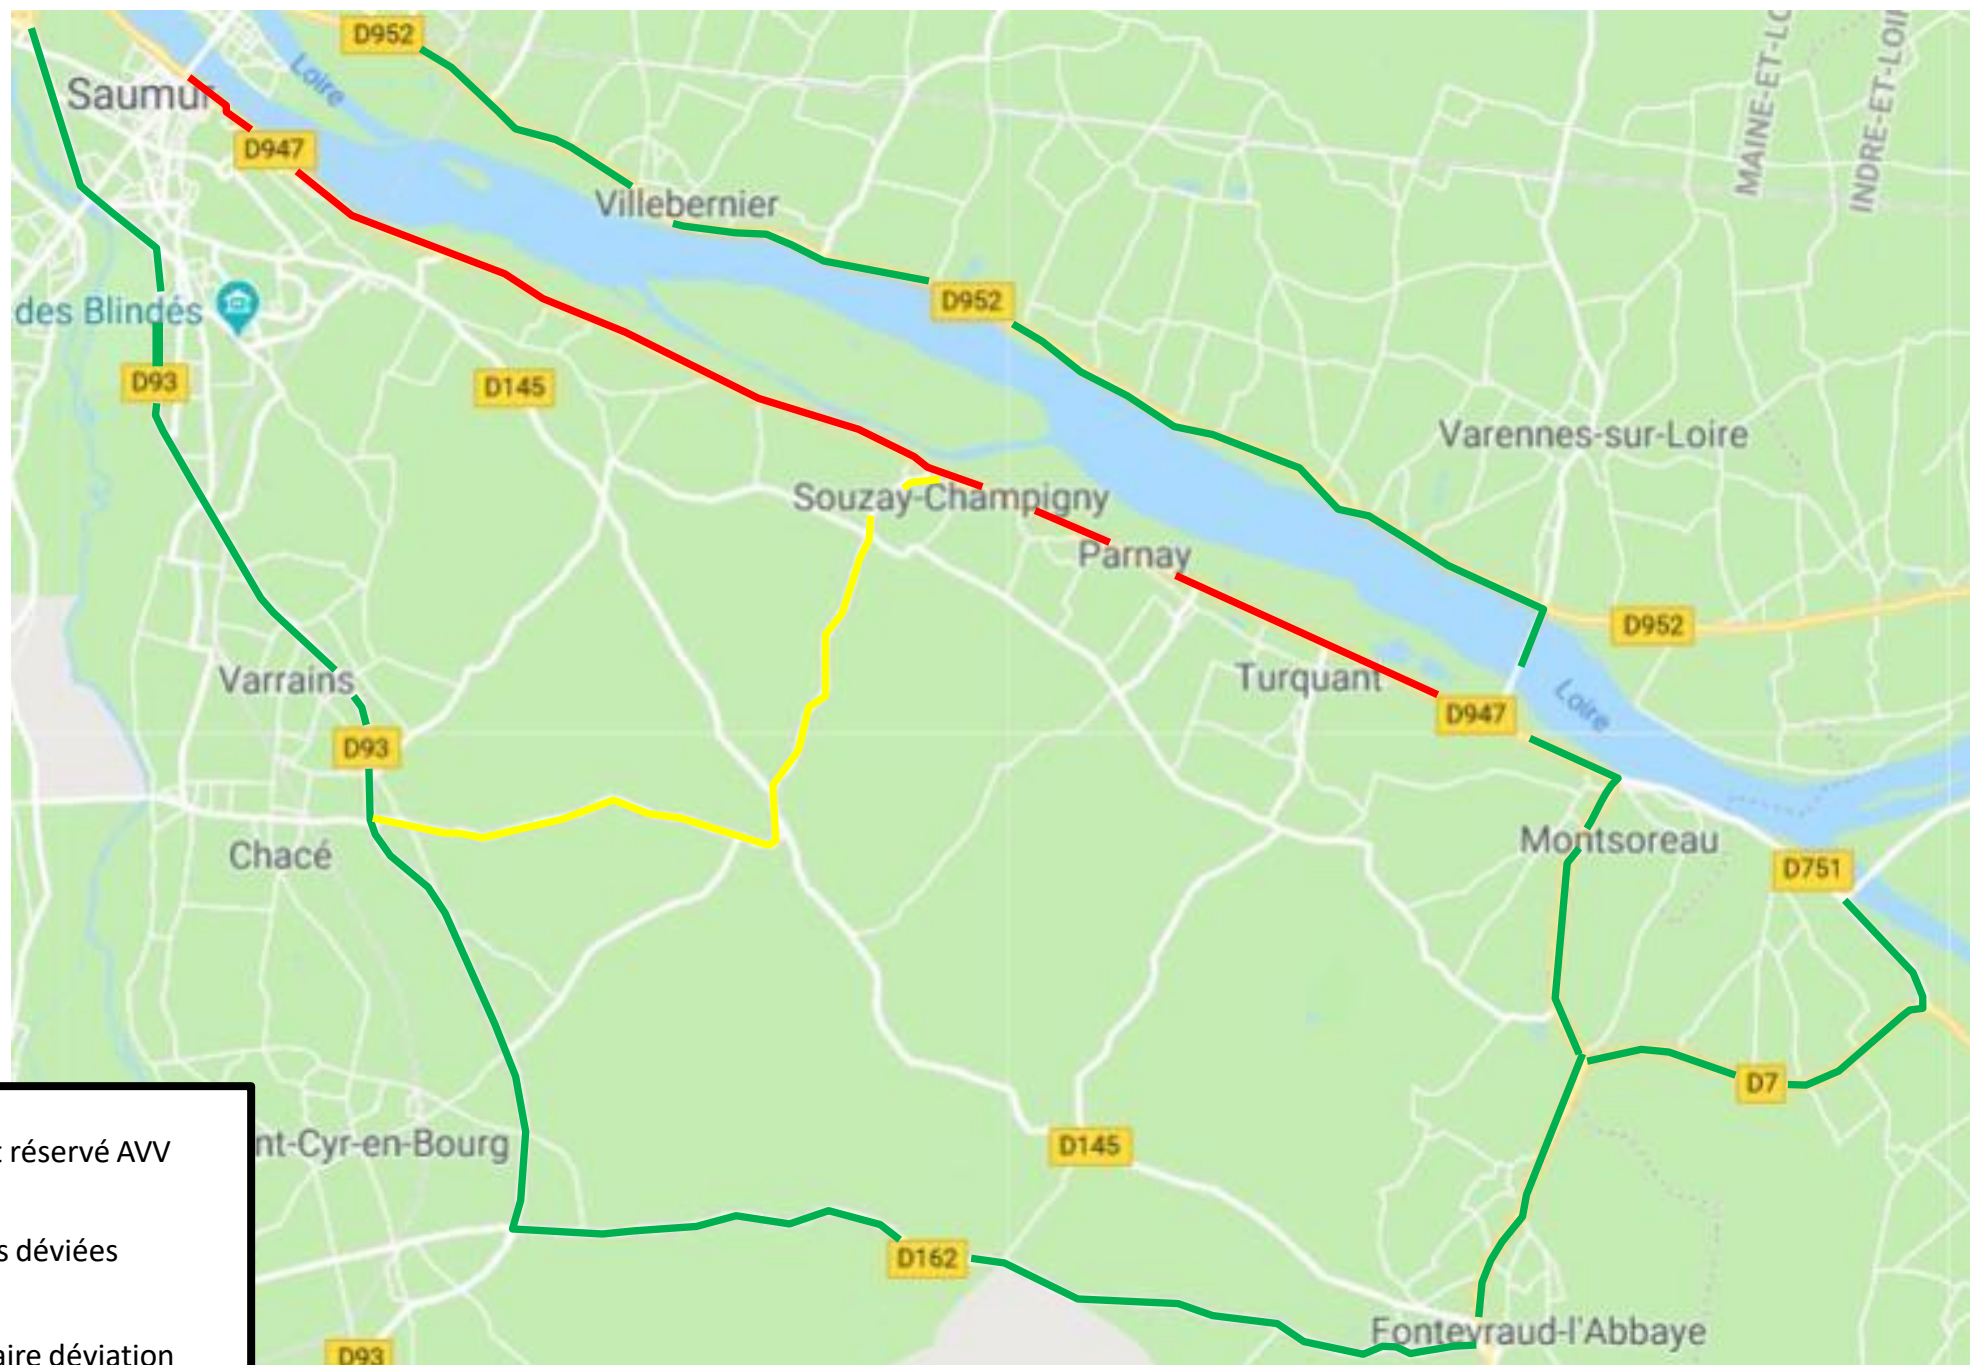 D952
Loire
MAINE-ET-LO
INDRE-ET-LOIR
Saumur
D947
Villebernier
des Blindés
D952
D93
D145
Varennes-sur-Loire
Souzay-Champigny
Parnay
D952
Varrains
Turquant
Loire
D947
D93
Chacé
Montsoreau
D751
D7
nt-Cyr-en-Bourg
D145
réservé AVV
s déviées
D162
Fontevraud-l'Abbaye
aire déviation
D93